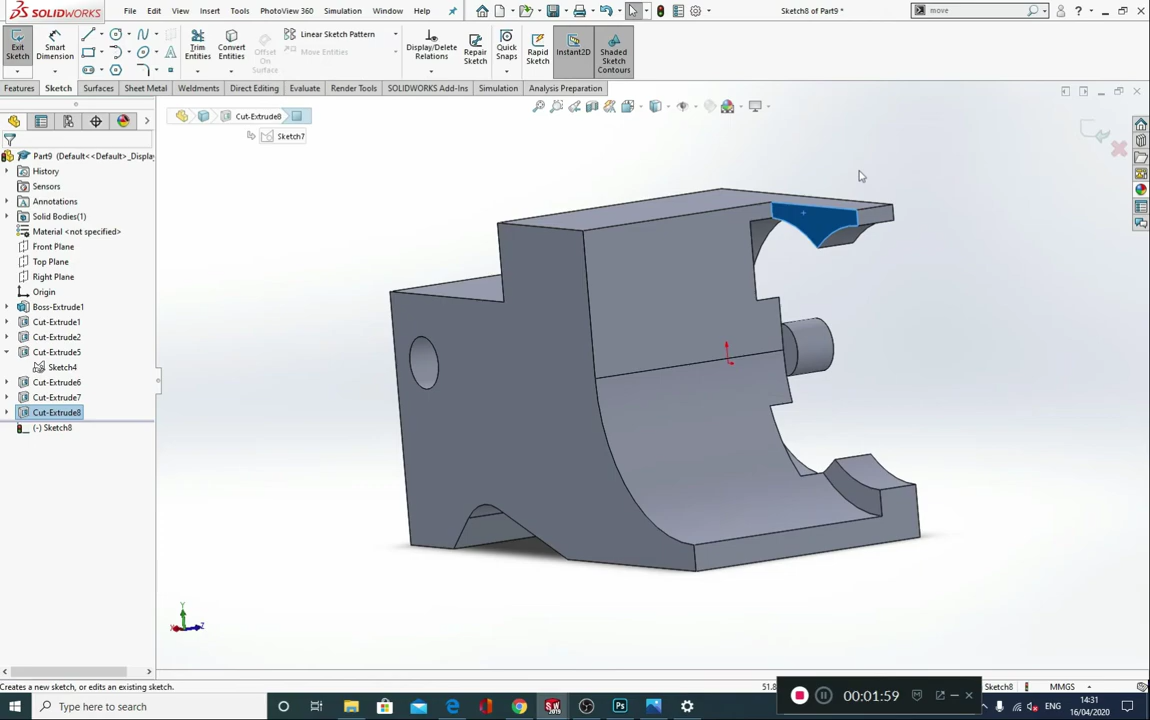 SOLIDWORKS File Edit View Insert Tools PhotoView 360 Simulation Window Help Sketch8 of Part9 * move
Exit Sketch
Smart Dimension
Trim Entities
Convert Entities
Offset On Surface
Linear Sketch Pattern
Move Entities
Display/Delete Relations
Repair Sketch
Quick Snaps
Rapid Sketch
Instant2D
Shaded Sketch Contours
Features Sketch Surfaces Sheet Metal Weldments Direct Editing Evaluate Render Tools SOLIDWORKS Add-Ins Simulation Analysis Preparation
Cut-Extrude8
Sketch7
Part9 (Default<<Default>_Displa
History
Sensors
Annotations
Solid Bodies(1)
Material <not specified>
Front Plane
Top Plane
Right Plane
Origin
Boss-Extrude1
Cut-Extrude1
Cut-Extrude2
Cut-Extrude5
Sketch4
Cut-Extrude6
Cut-Extrude7
Cut-Extrude8
(-) Sketch8
Y
X Z
Creates a new sketch, or edits an existing sketch.
51.8
Sketch8
MMGS
00:01:59
Type here to search
ENG
14:31
16/04/2020